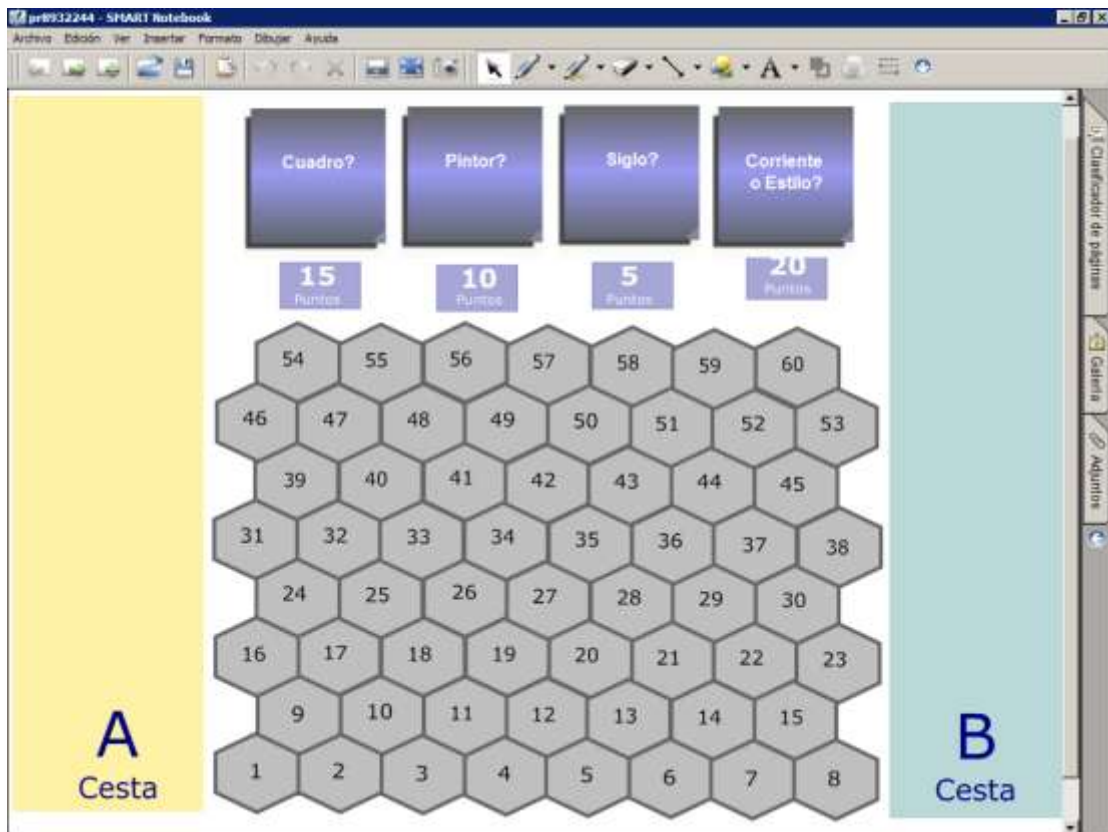 pr8932244 - SMART Notebook
Archivo Edición Ver Insertar Formato Dibujar Ayuda
Cuadro?
Pintor?
Siglo?
Corriente
o Estilo?
15
Puntos
10
Puntos
5
Puntos
20
Puntos
54 55 56 57 58 59 60
46 47 48 49 50 51 52 53
39 40 41 42 43 44 45
31 32 33 34 35 36 37 38
24 25 26 27 28 29 30
16 17 18 19 20 21 22 23
9 10 11 12 13 14 15
1 2 3 4 5 6 7 8
A
Cesta
B
Cesta
Clasificador de páginas
Galería
Adjuntos